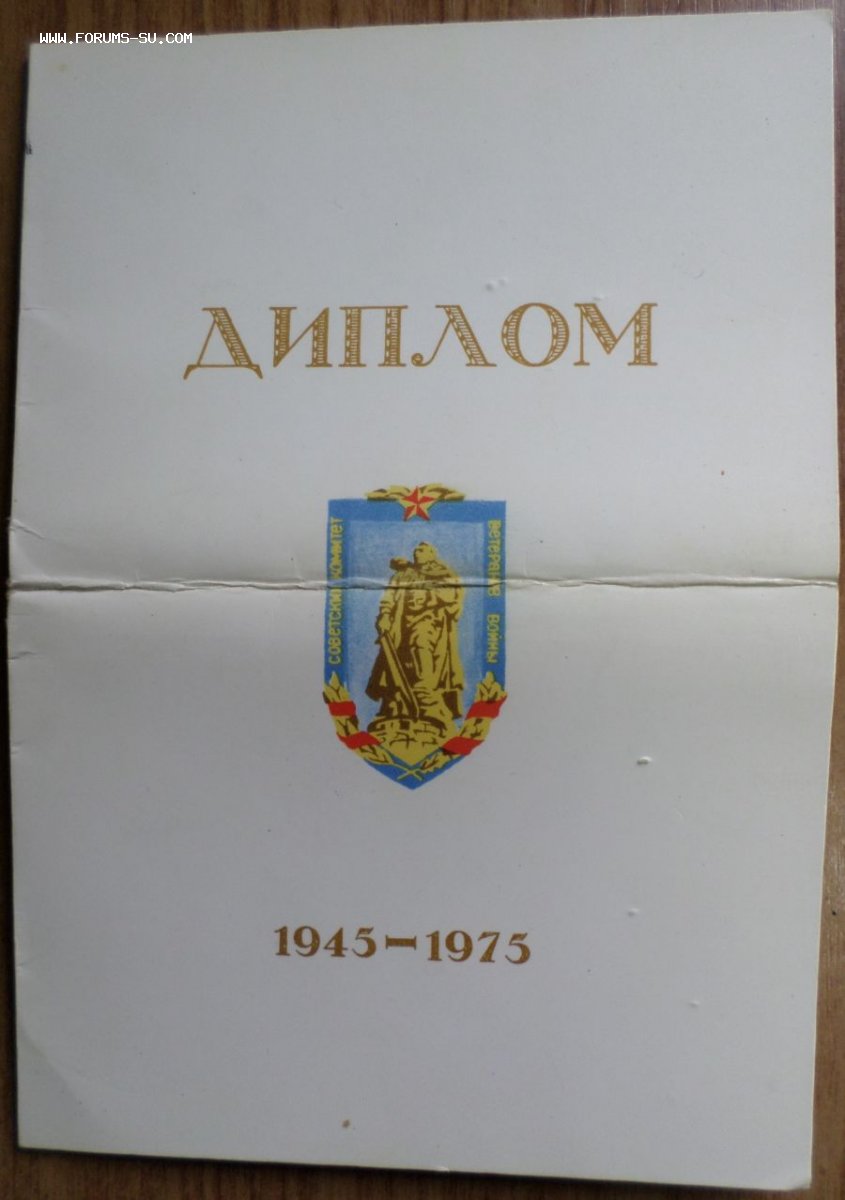 WWW.FORUMS-SU.COM
ДИПЛОМ
СОВЕТСКИЙ КОМИТЕТ
ВЕТЕРАНОВ ВОЙНЫ
1945-1975